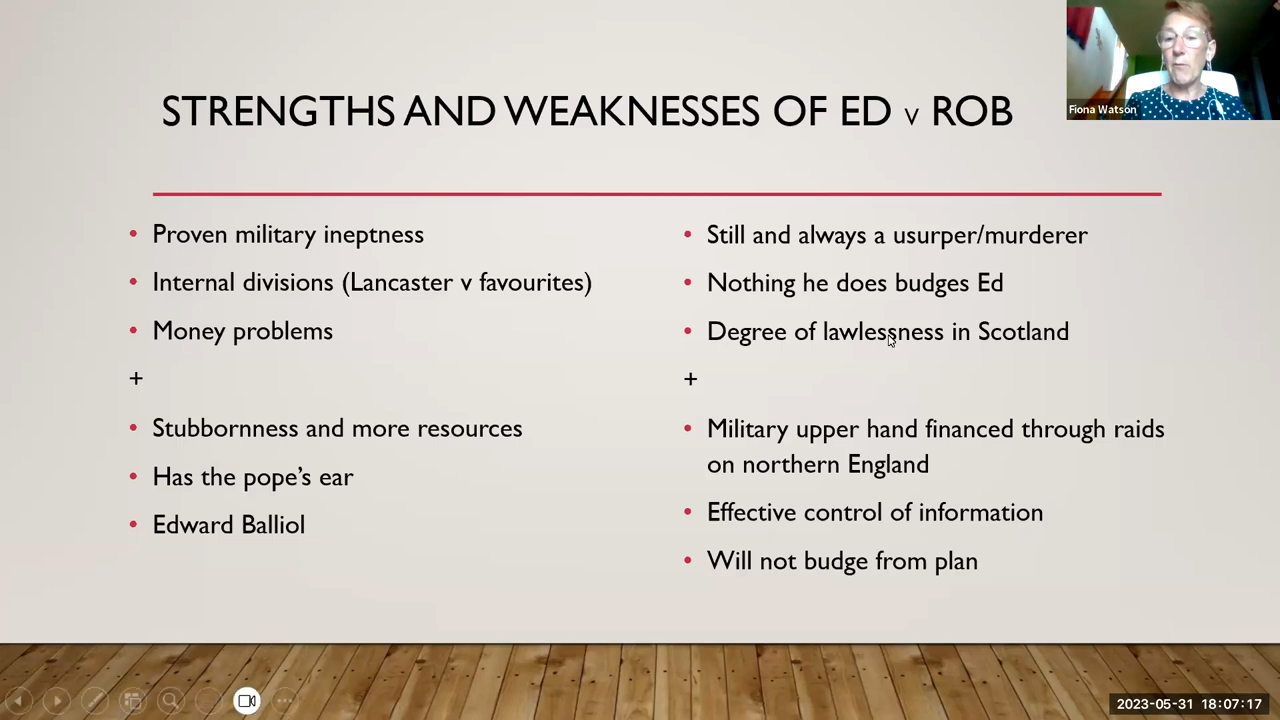 STRENGTHS AND WEAKNESSES OF ED v ROB
Fiona Watson
• Proven military ineptness
• Internal divisions (Lancaster v favourites)
• Money problems
+
• Stubbornness and more resources
• Has the pope’s ear
• Edward Balliol
• Still and always a usurper/murderer
• Nothing he does budges Ed
• Degree of lawlessness in Scotland
+
• Military upper hand financed through raids
on northern England
• Effective control of information
• Will not budge from plan
2023-05-31 18:07:17